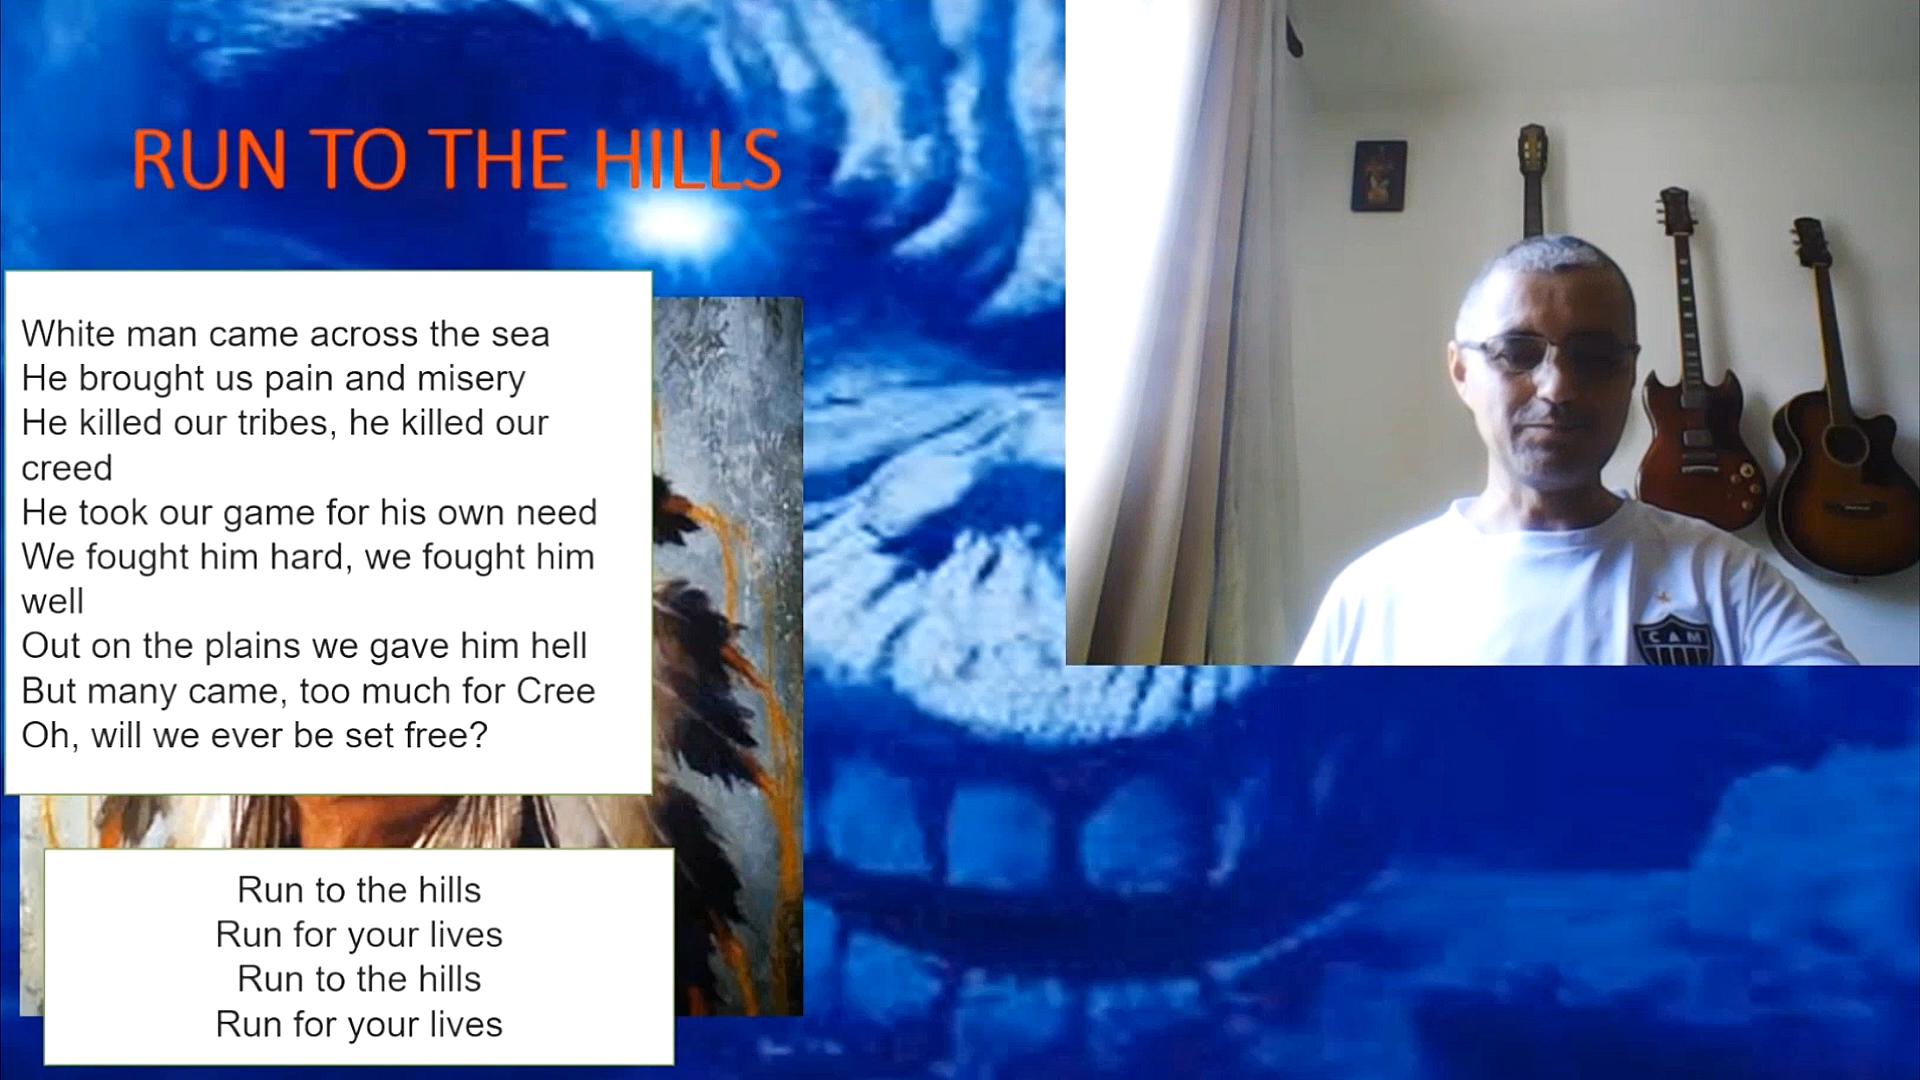 RUN TO THE HILLS
White man came across the sea
He brought us pain and misery
He killed our tribes, he killed our
creed
He took our game for his own need
We fought him hard, we fought him
well
Out on the plains we gave him hell
But many came, too much for Cree
Oh, will we ever be set free?
Run to the hills
Run for your lives
Run to the hills
Run for your lives
CAM